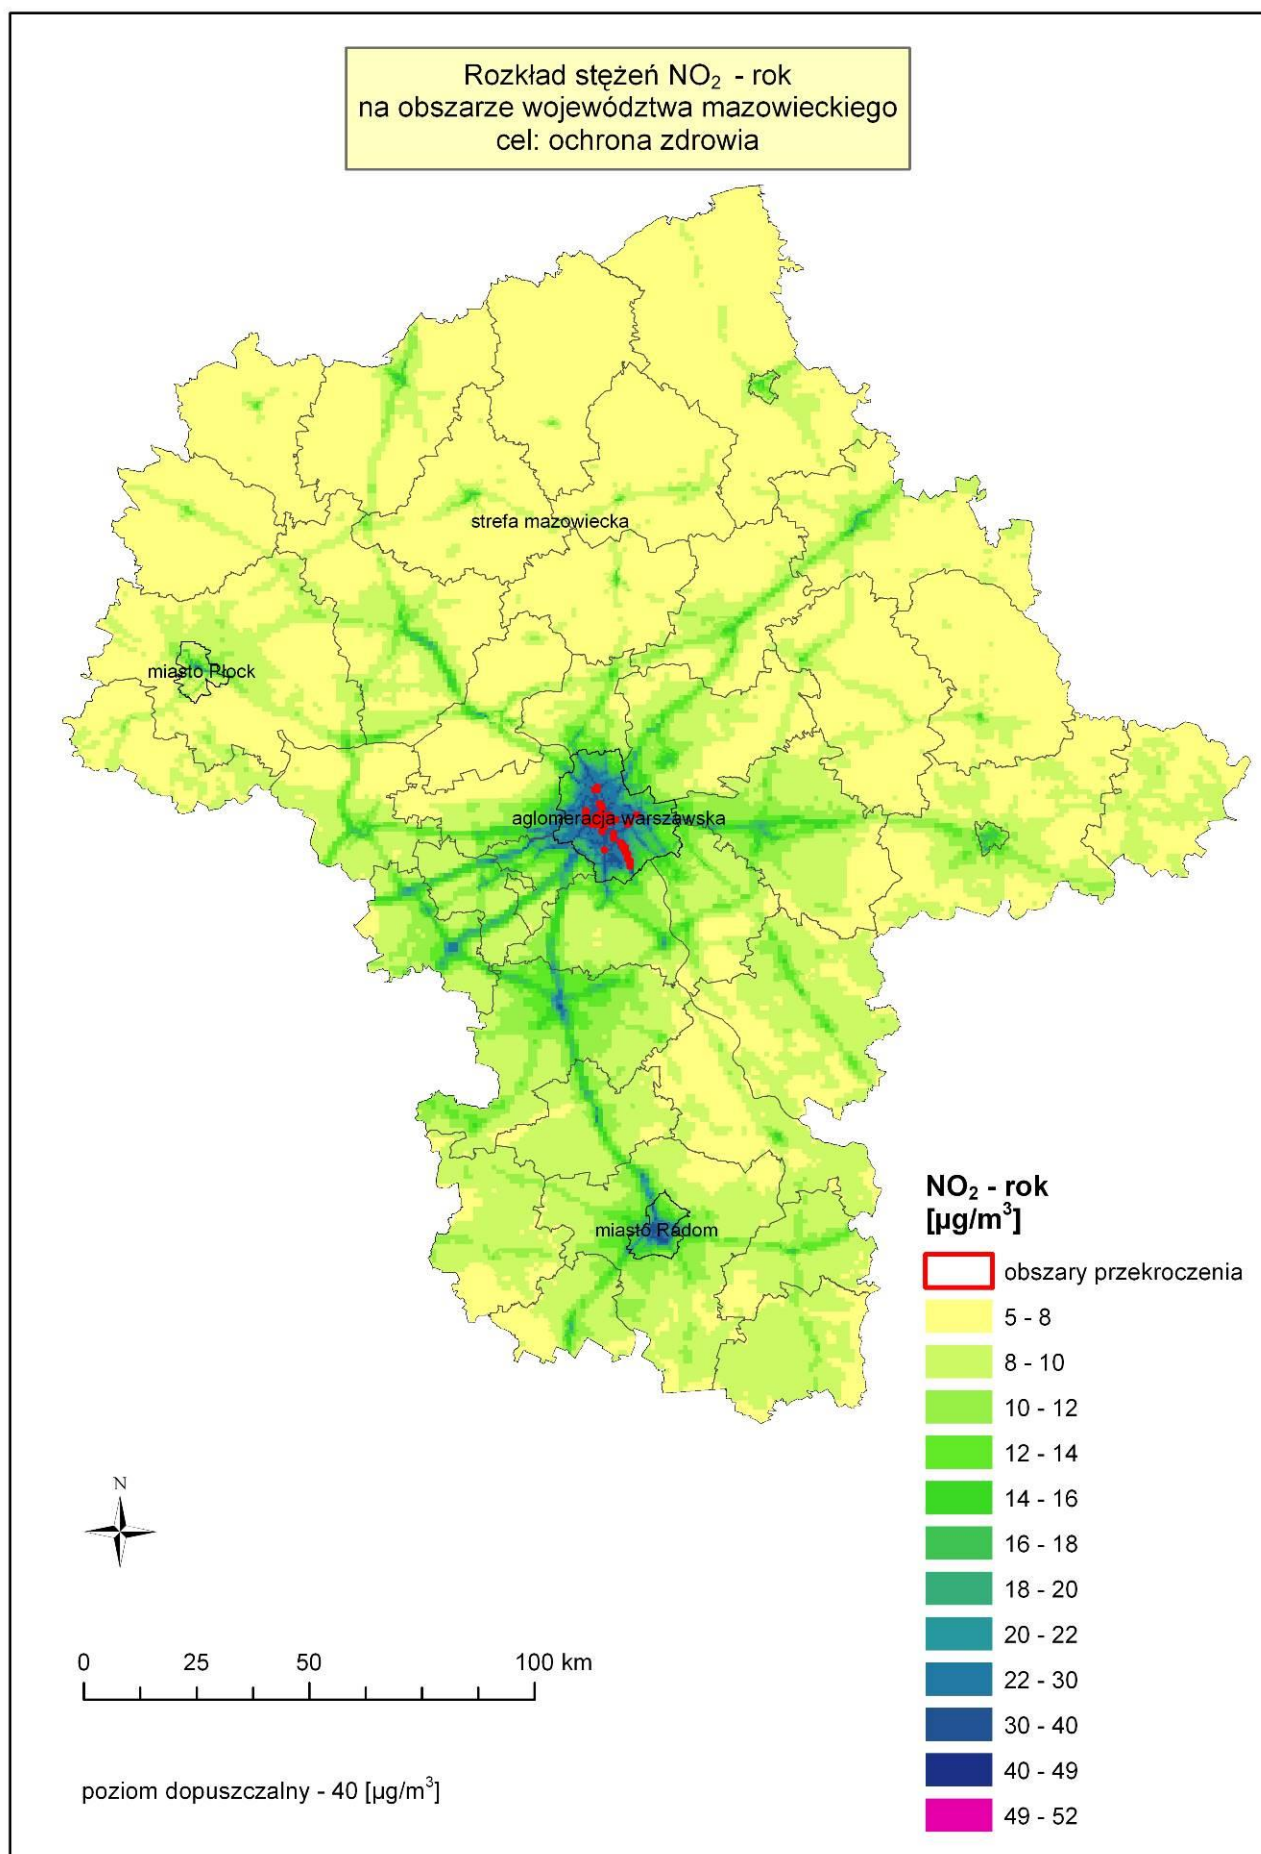 Rozkład stężeń NO₂ - rok
na obszarze województwa mazowieckiego
cel: ochrona zdrowia
strefa mazowiecka
miasto Płock
aglomeracja warszawska
miasto Radom
NO₂ - rok
[µg/m³]
obszary przekroczenia
5 - 8
8 - 10
10 - 12
12 - 14
14 - 16
16 - 18
18 - 20
20 - 22
22 - 30
30 - 40
40 - 49
49 - 52
N
0 25 50 100 km
poziom dopuszczalny - 40 [µg/m³]